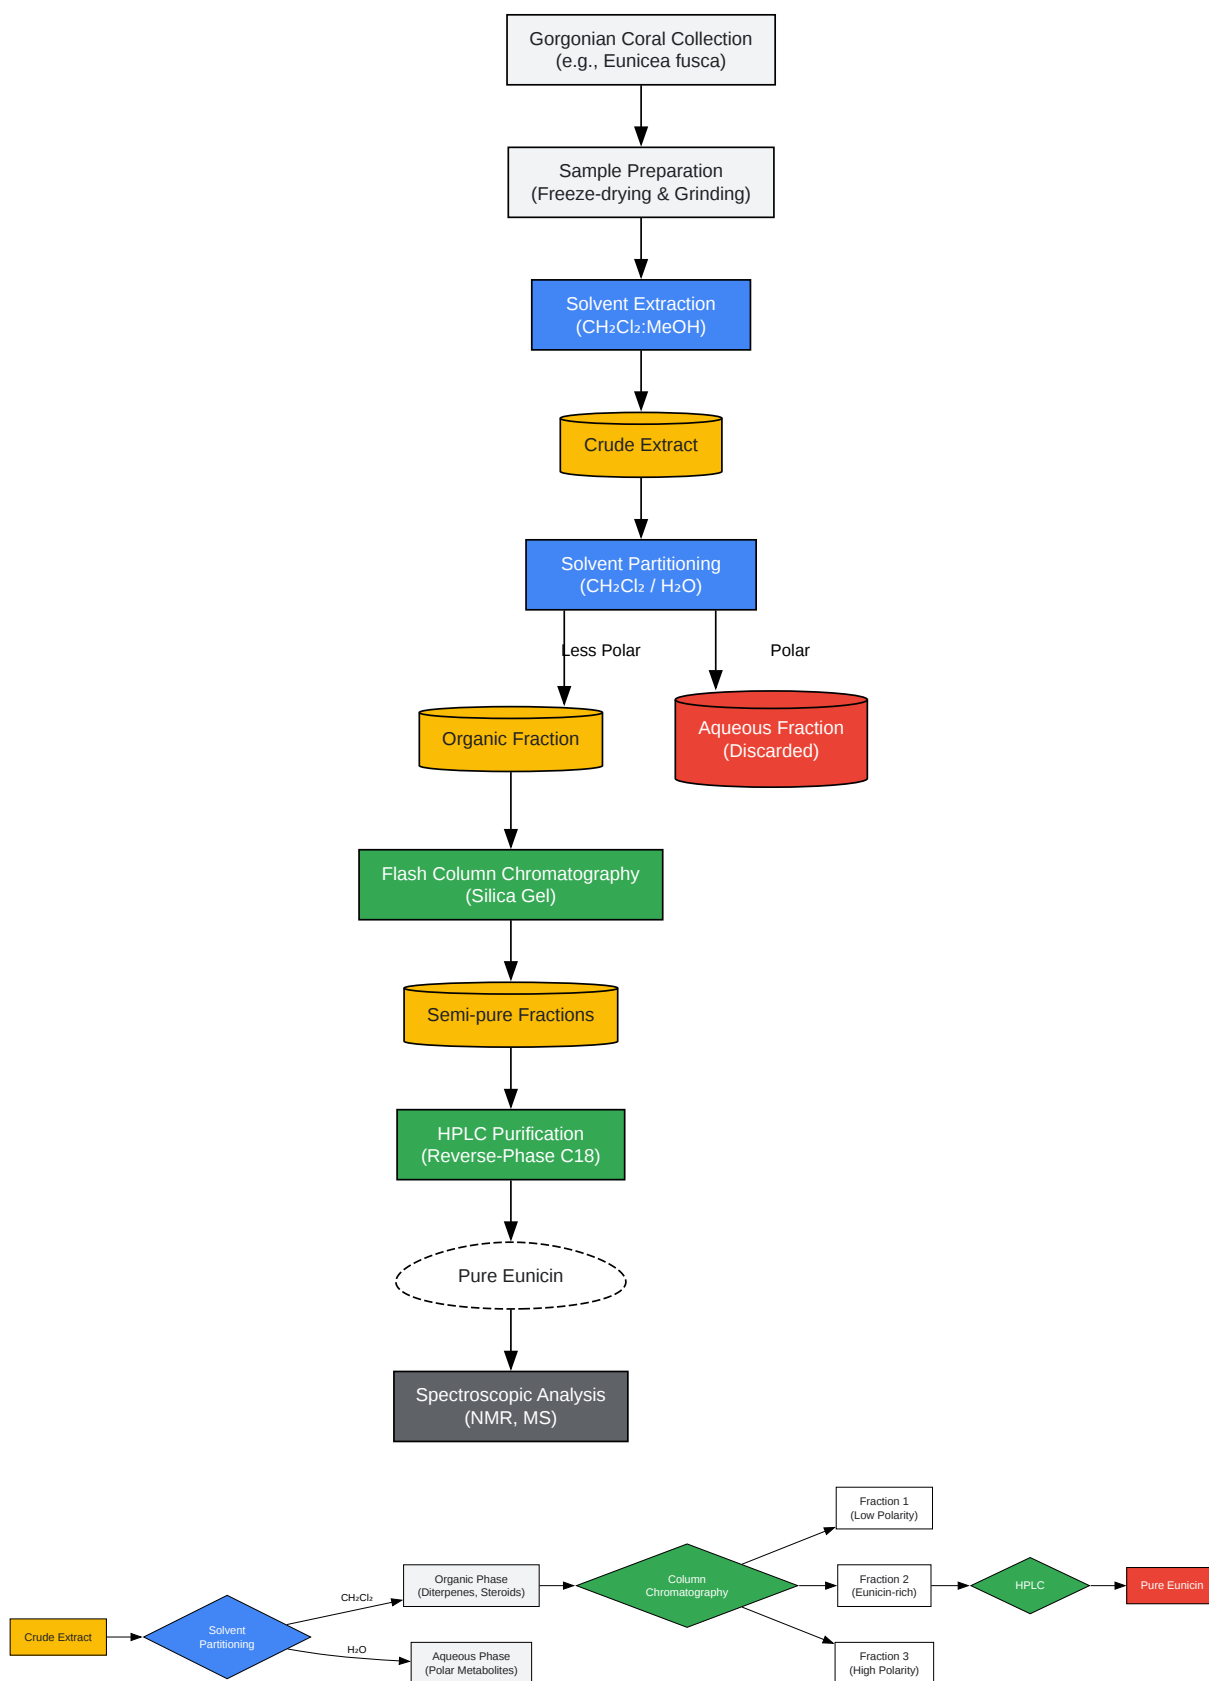 Gorgonian Coral Collection
(e.g., Eunicea fusca)
Sample Preparation
(Freeze-drying & Grinding)
Solvent Extraction
(CH₂Cl₂:MeOH)
Crude Extract
Solvent Partitioning
(CH₂Cl₂ / H₂O)
Less Polar
Polar
Organic Fraction
Aqueous Fraction
(Discarded)
Flash Column Chromatography
(Silica Gel)
Semi-pure Fractions
HPLC Purification
(Reverse-Phase C18)
Pure Eunicin
Spectroscopic Analysis
(NMR, MS)
Crude Extract
Solvent
Partitioning
CH₂Cl₂
H₂O
Organic Phase
(Diterpenes, Steroids)
Aqueous Phase
(Polar Metabolites)
Column
Chromatography
Fraction 1
(Low Polarity)
Fraction 2
(Eunicin-rich)
Fraction 3
(High Polarity)
HPLC
Pure Eunicin